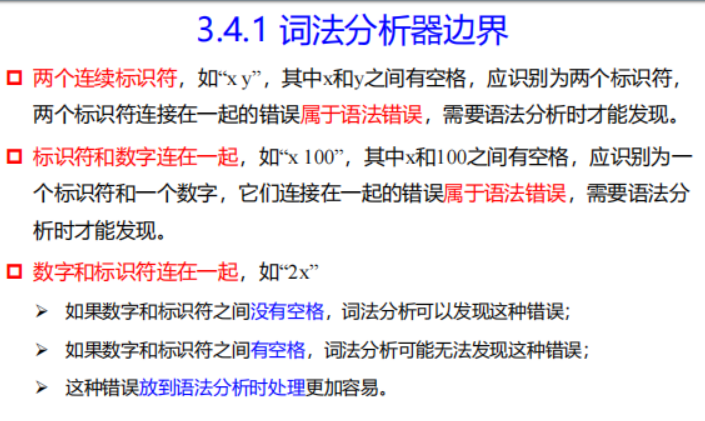 3.4.1 词法分析器边界
两个连续标识符，如“x y”，其中x和y之间有空格，应识别为两个标识符，
两个标识符连接在一起的错误属于语法错误，需要语法分析时才能发现。
标识符和数字连在一起，如“x 100”，其中x和100之间有空格，应识别为一
个标识符和一个数字，它们连接在一起的错误属于语法错误，需要语法分
析时才能发现。
数字和标识符连在一起，如“2x”
如果数字和标识符之间没有空格，词法分析可以发现这种错误；
如果数字和标识符之间有空格，词法分析可能无法发现这种错误；
这种错误放到语法分析时处理更加容易。